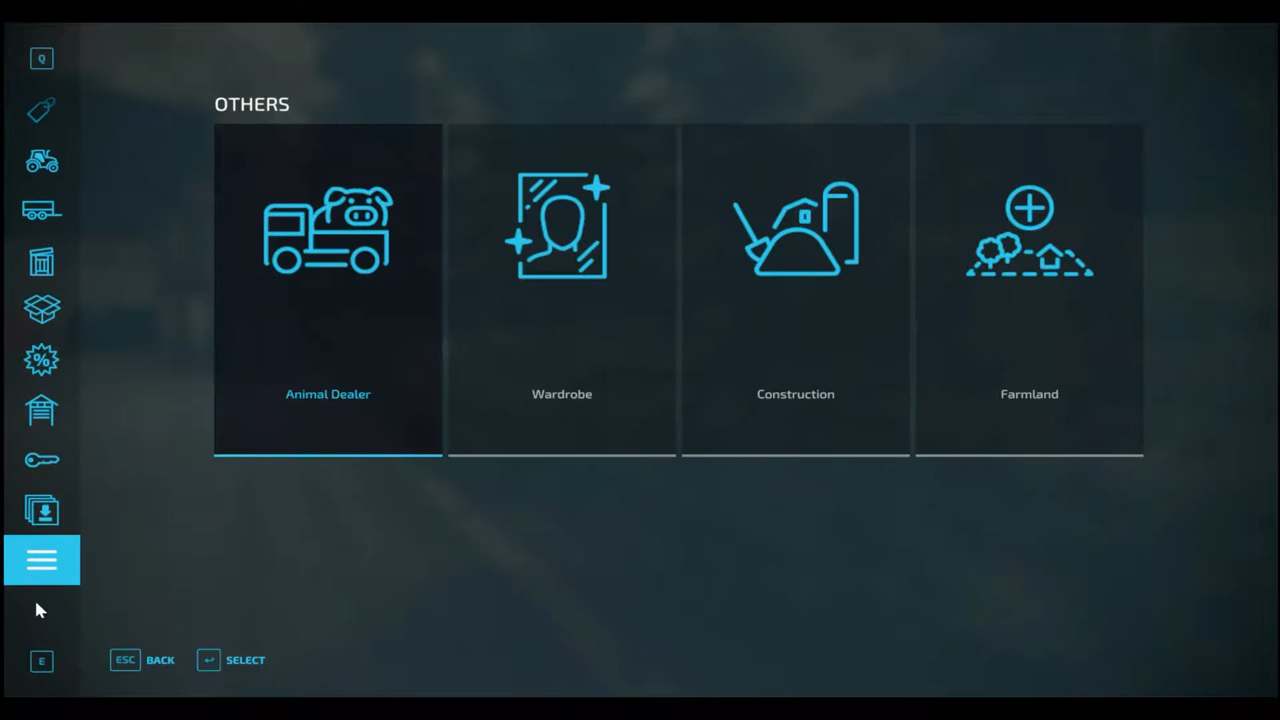 Q
OTHERS
%
Animal Dealer
Wardrobe
Construction
Farmland
ESC BACK SELECT
E